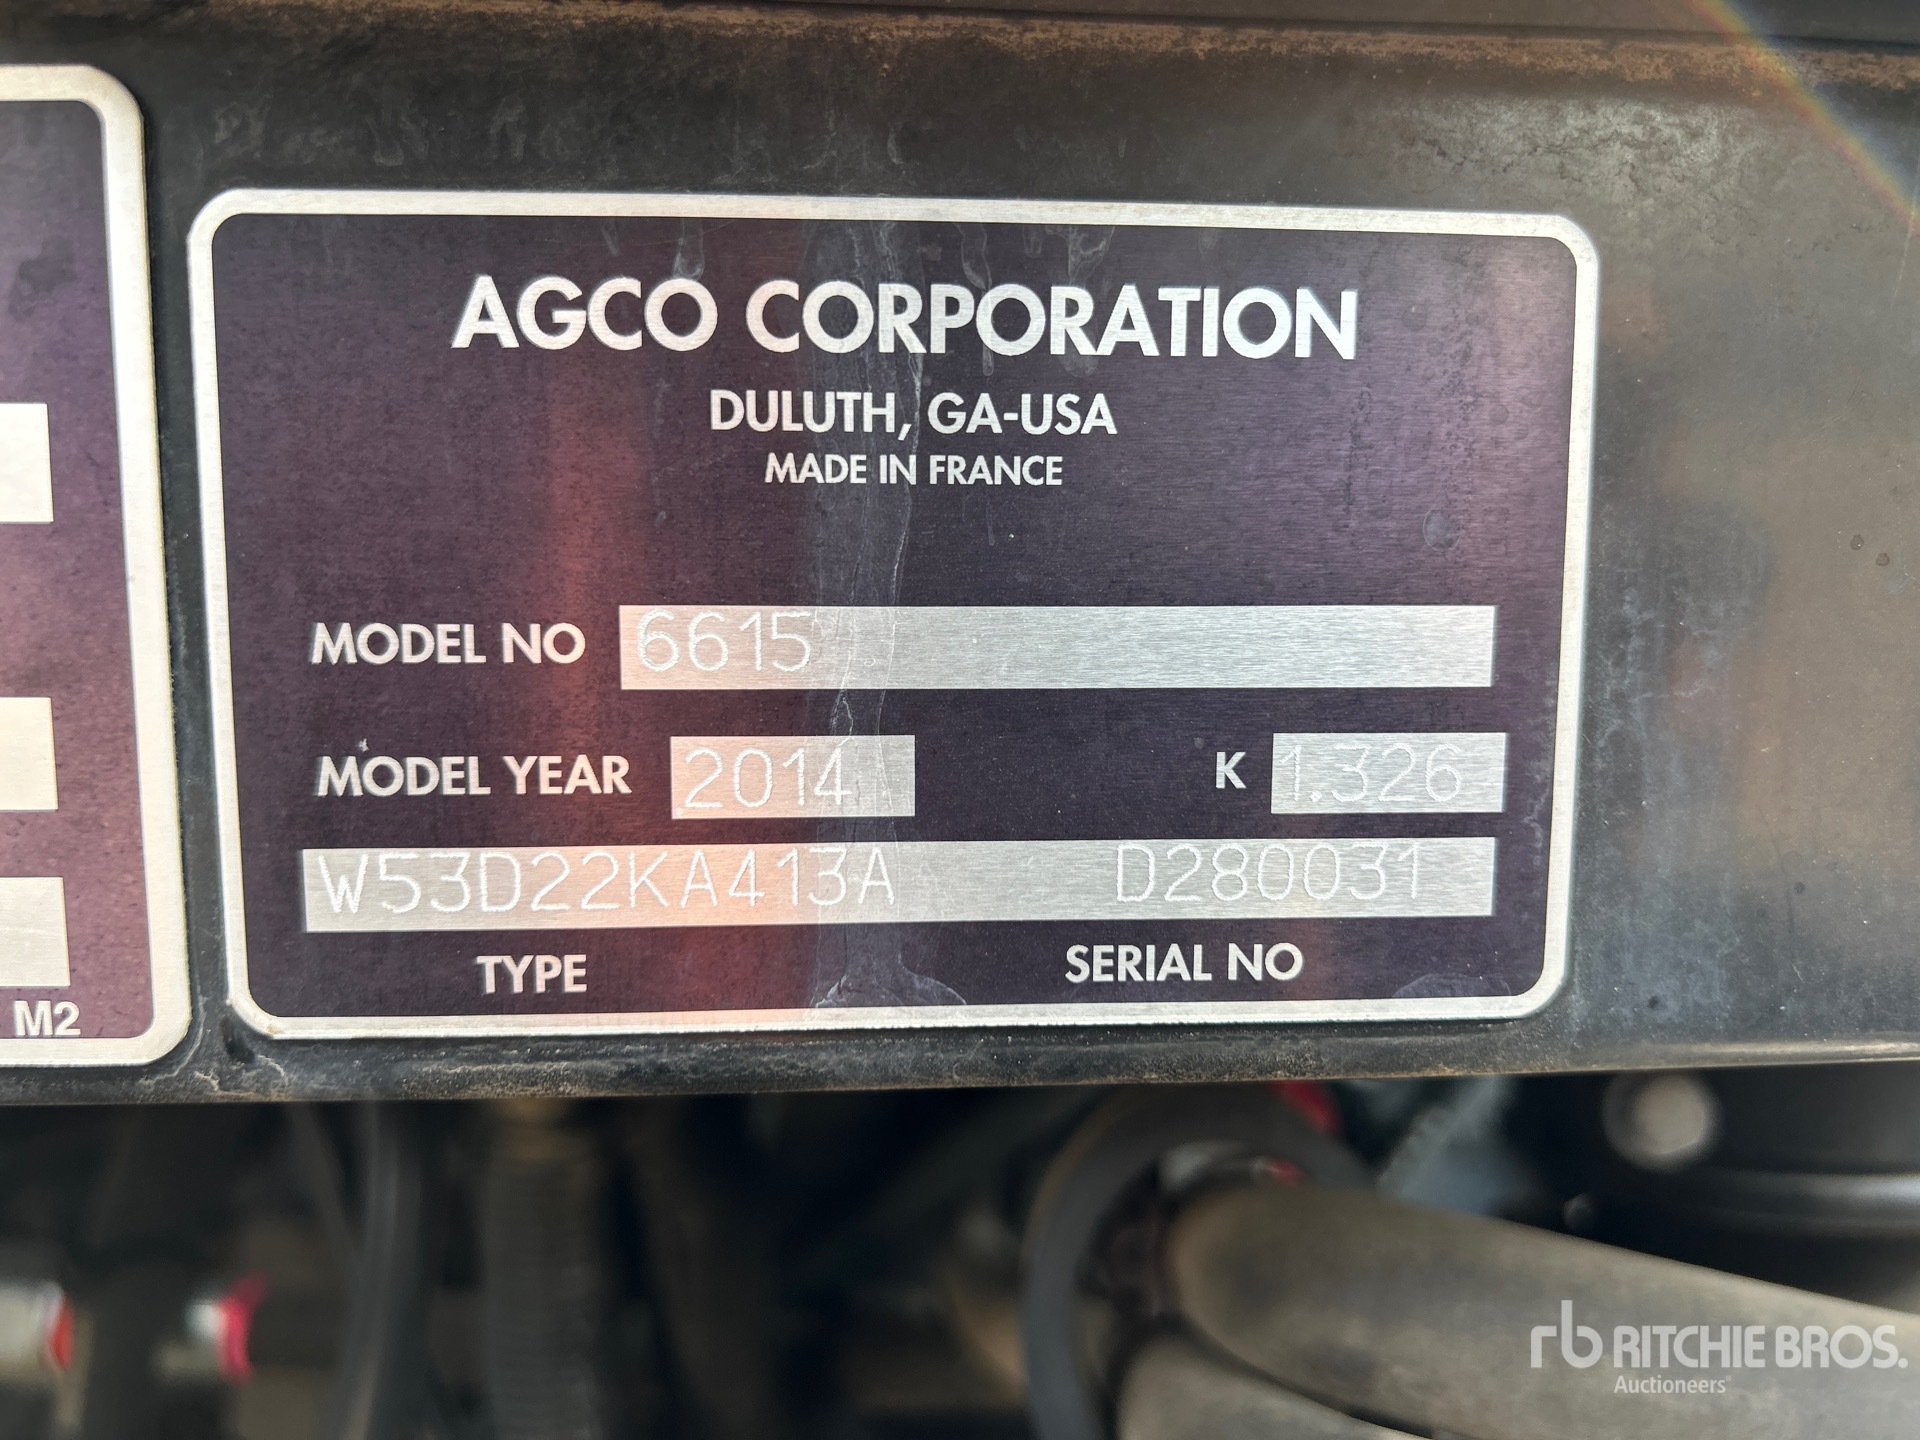 AGCO CORPORATION
DULUTH, GA-USA
MADE IN FRANCE
MODEL NO 6615
MODEL YEAR 2014 K 1.326
W53D22KA413A D280031
TYPE SERIAL NO
M2
rb RITCHIE BROS.
Auctioneers